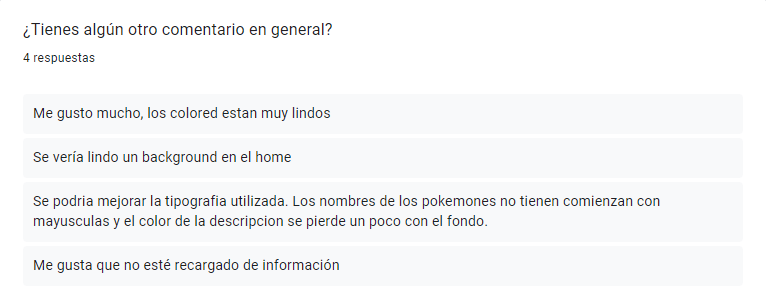 ¿Tienes algún otro comentario en general?
4 respuestas
Me gusto mucho, los colored estan muy lindos
Se vería lindo un background en el home
Se podria mejorar la tipografia utilizada. Los nombres de los pokemones no tienen comienzan con
mayusculas y el color de la descripcion se pierde un poco con el fondo.
Me gusta que no esté recargado de información